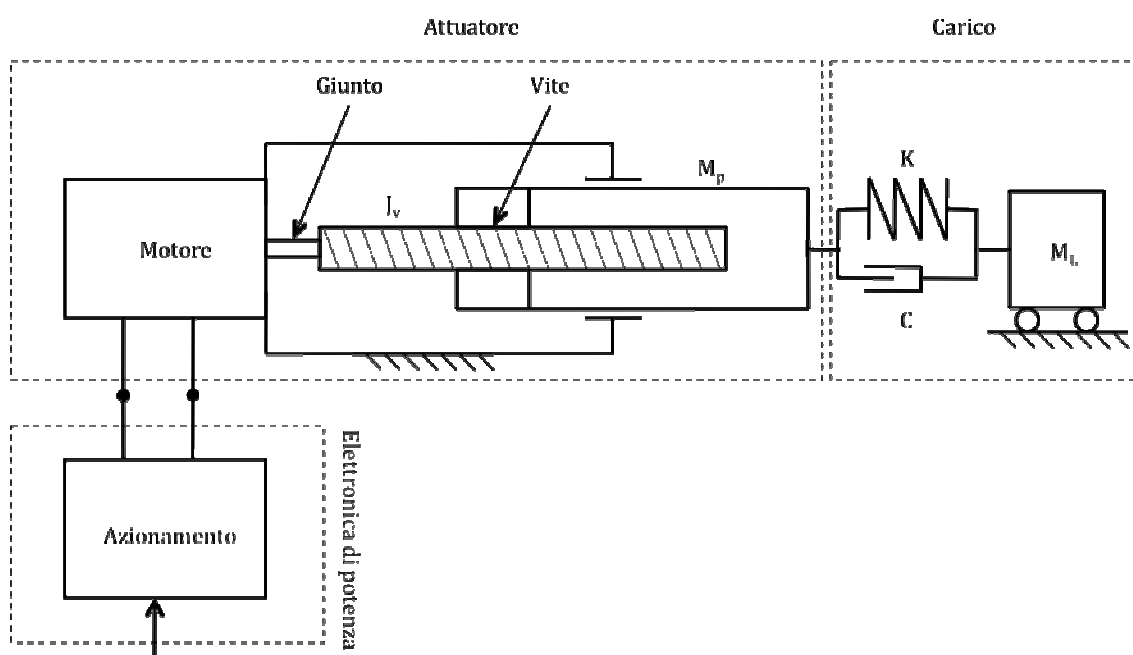 Attuatore
Carico
Giunto
Vite
K
Mp
Jv
Motore
ML
C
Elettronica di potenza
Azionamento